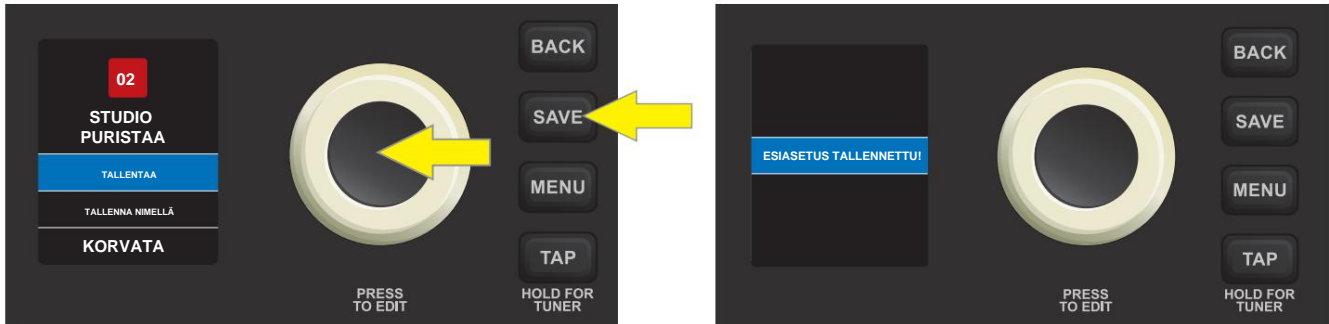 02
STUDIO
PURISTAA
TALLENTAA
TALLENNA NIMELLÄ
KORVATA
PRESS
TO EDIT
BACK
SAVE
MENU
TAP
HOLD FOR
TUNER
ESIASETUS TALLENNETTU!
PRESS
TO EDIT
BACK
SAVE
MENU
TAP
HOLD FOR
TUNER